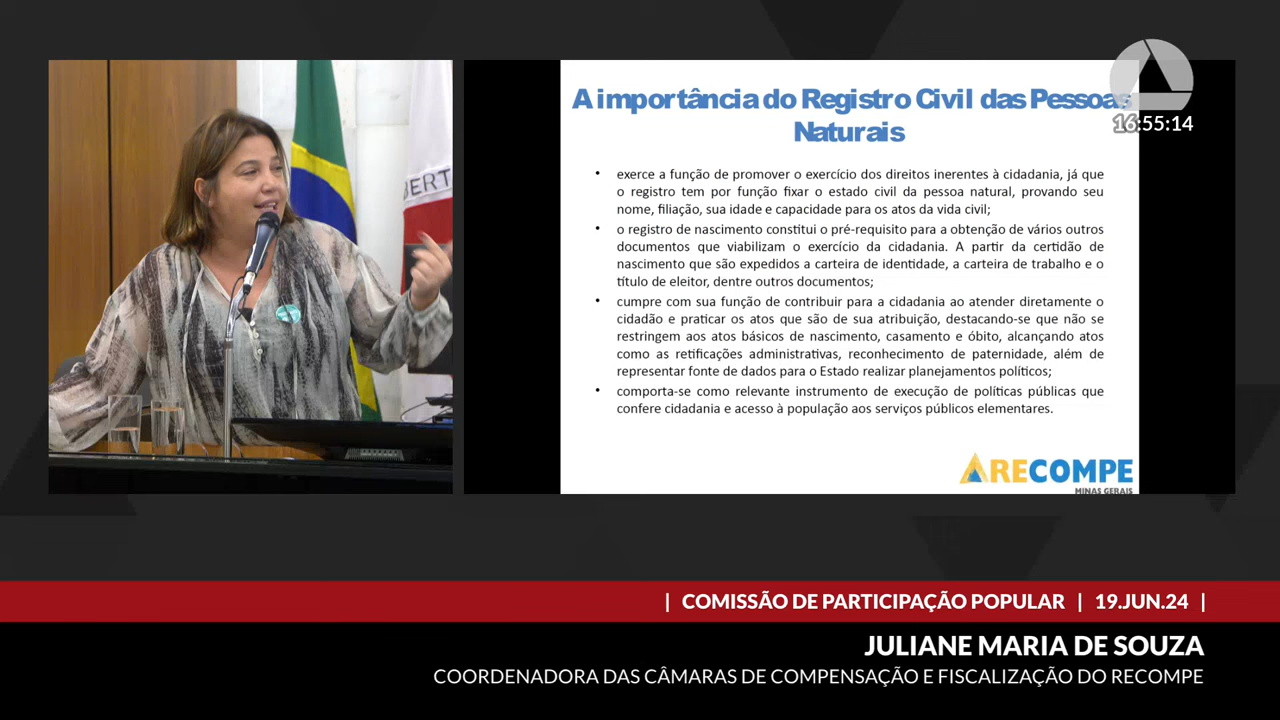 BERT
A importância do Registro Civil das Pessoas
Naturais
16:55:14
• exerce a função de promover o exercício dos direitos inerentes à cidadania, já que
o registro tem por função fixar o estado civil da pessoa natural, provando seu
nome, filiação, sua idade e capacidade para os atos da vida civil;
• o registro de nascimento constitui o pré-requisito para a obtenção de vários outros
documentos que viabilizam o exercício da cidadania. A partir da certidão de
nascimento que são expedidos a carteira de identidade, a carteira de trabalho e o
título de eleitor, dentre outros documentos;
• cumpre com sua função de contribuir para a cidadania ao atender diretamente o
cidadão e praticar os atos que são de sua atribuição, destacando-se que não se
restringem aos atos básicos de nascimento, casamento e óbito, alcançando atos
como as retificações administrativas, reconhecimento de paternidade, além de
representar fonte de dados para o Estado realizar planejamentos políticos;
• comporta-se como relevante instrumento de execução de políticas públicas que
confere cidadania e acesso à população aos serviços públicos elementares.
RECOMPE
MINAS GERAIS
| COMISSÃO DE PARTICIPAÇÃO POPULAR | 19.JUN.24 |
JULIANE MARIA DE SOUZA
COORDENADORA DAS CÂMARAS DE COMPENSAÇÃO E FISCALIZAÇÃO DO RECOMPE